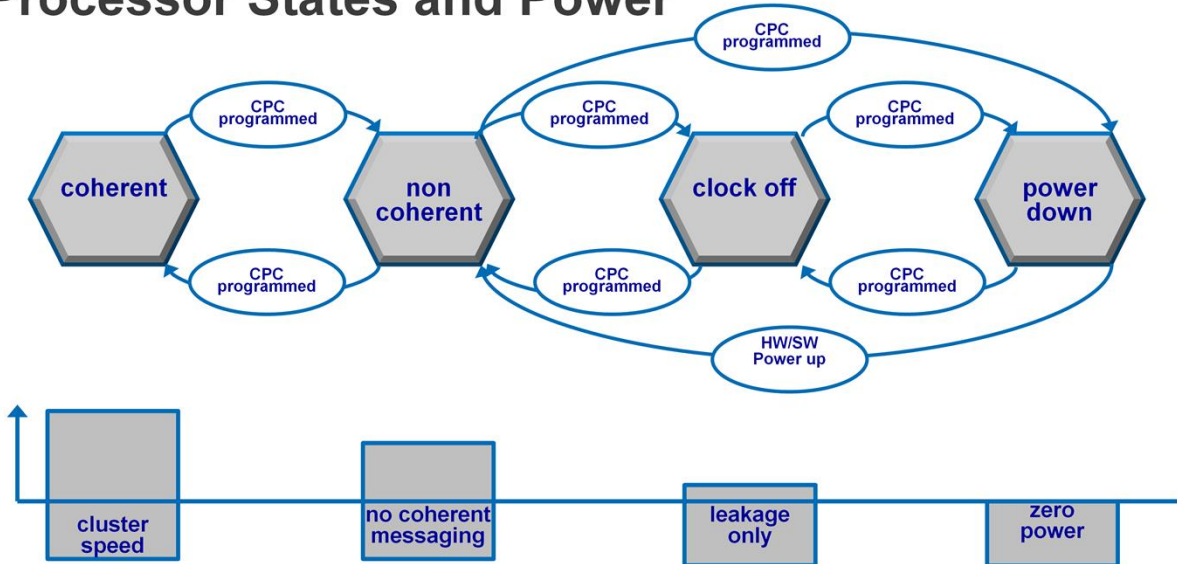 Processor States and Power
CPC
programmed
CPC
programmed
CPC
programmed
CPC
programmed
coherent
non
coherent
clock off
power
down
CPC
programmed
CPC
programmed
CPC
programmed
HW/SW
Power up
cluster
speed
no coherent
messaging
leakage
only
zero
power